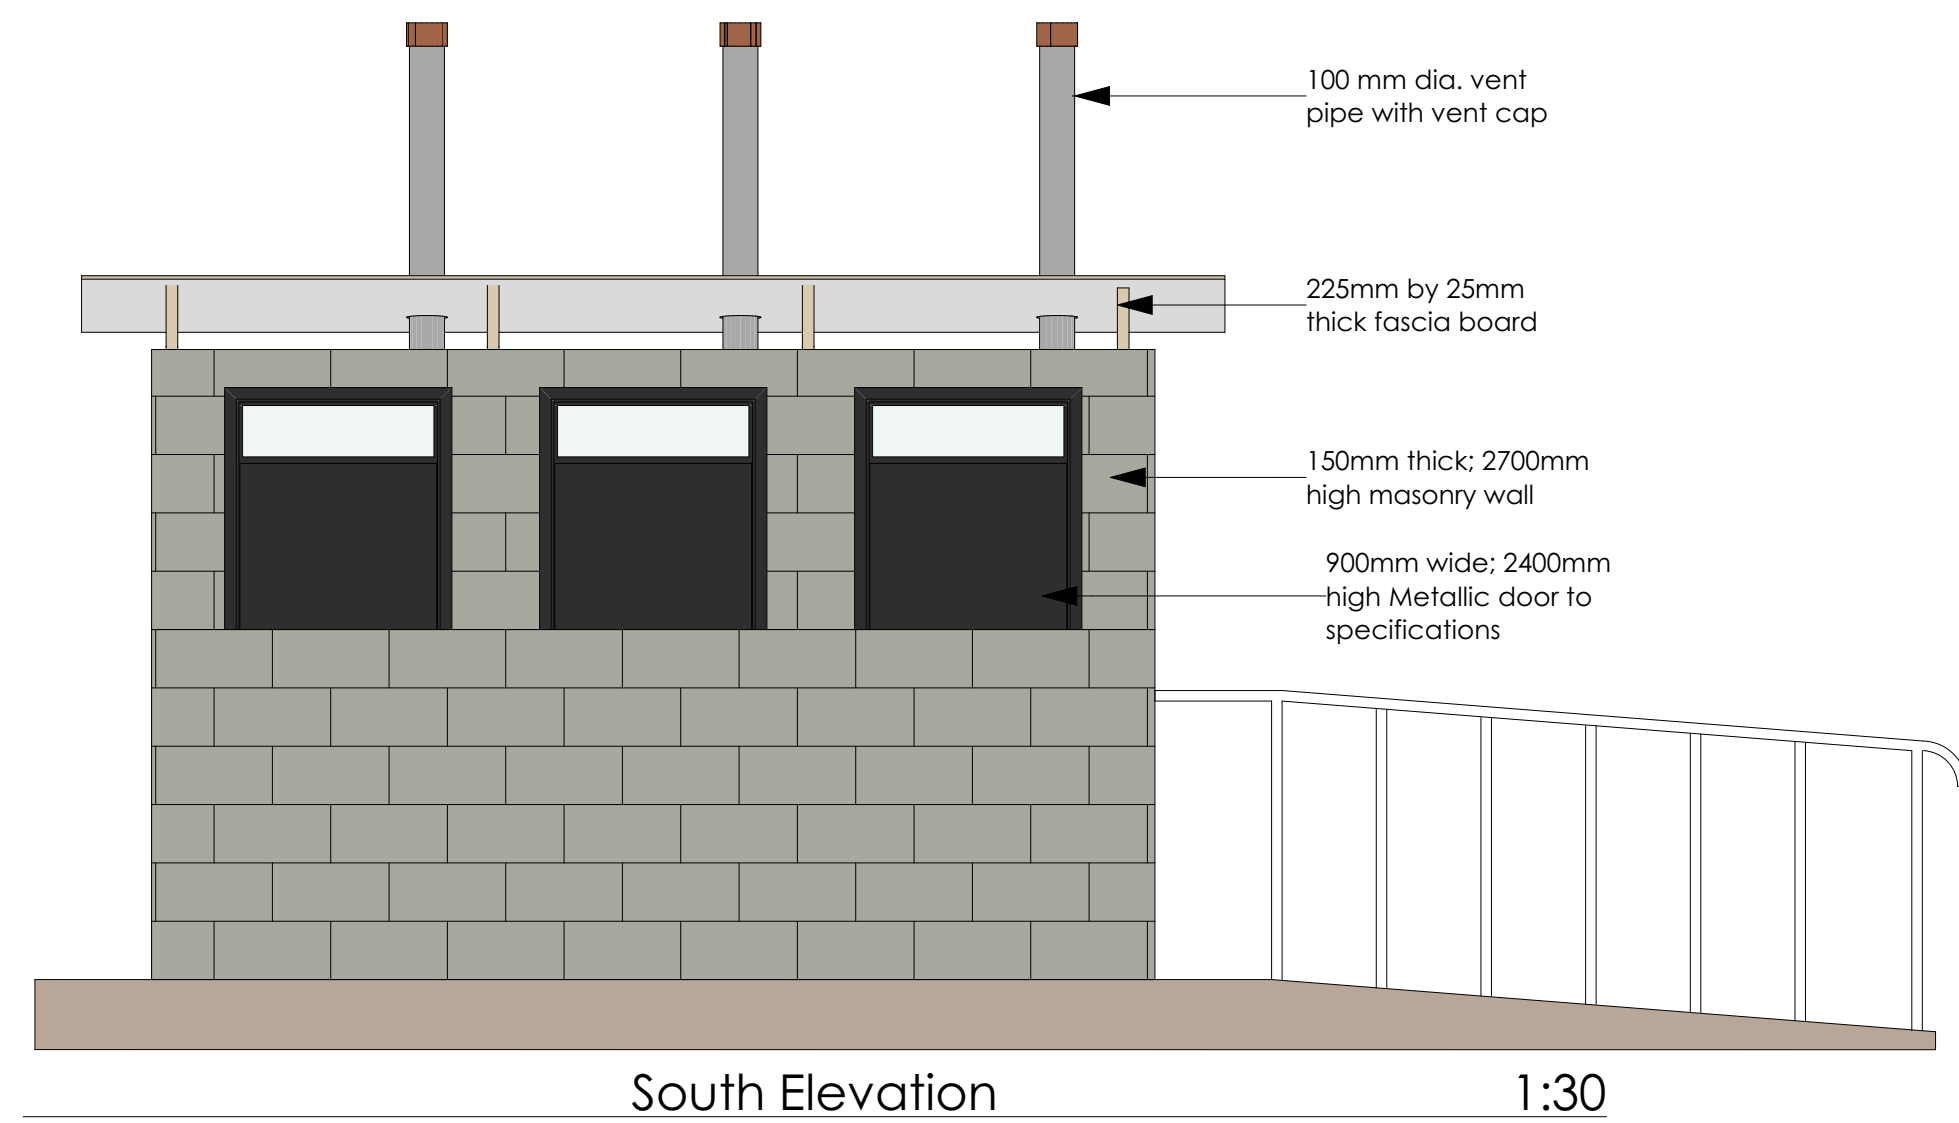 100 mm dia. vent
pipe with vent cap
225mm by 25mm
thick fascia board
150mm thick; 2700mm
high masonry wall
900mm wide; 2400mm
high Metallic door to
specifications
South Elevation 1:30